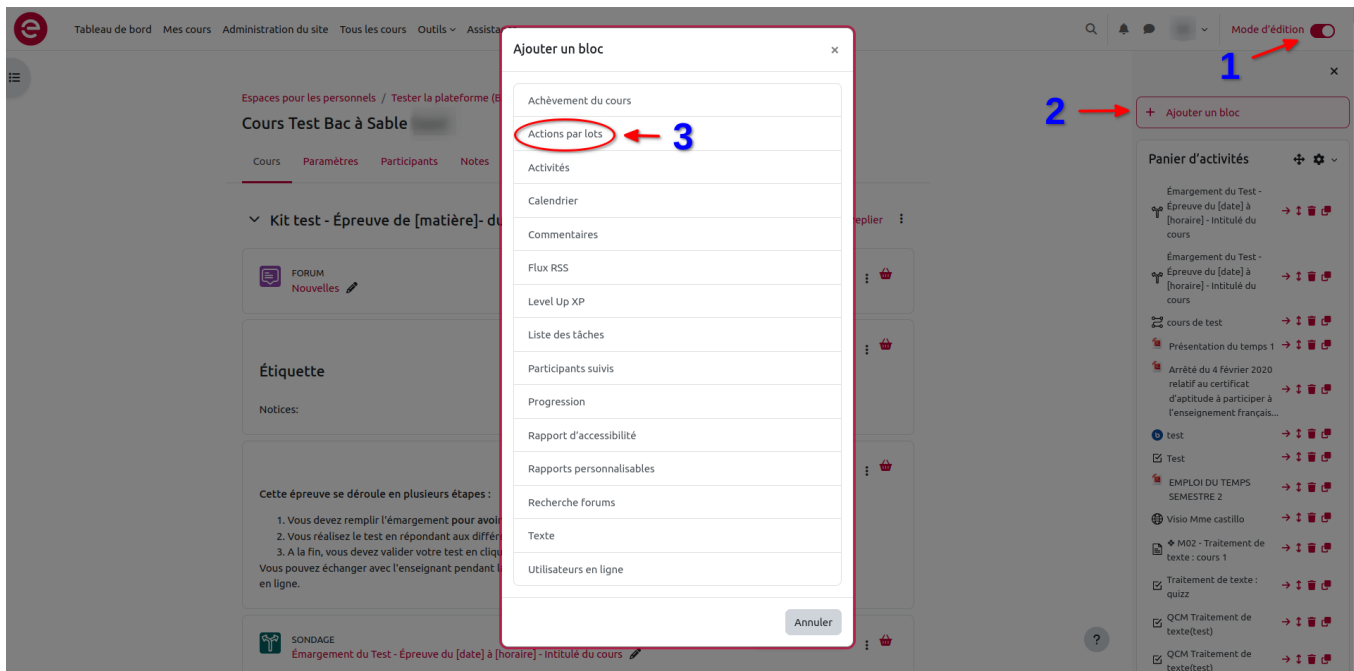 Tableau de bord Mes cours Administration du site Tous les cours Outils
Mode d'édition
1
Ajouter un bloc
×
Achèvement du cours
Actions par lots
3
Activités
Calendrier
Commentaires
Flux RSS
Level Up XP
Liste des tâches
Participants suivis
Progression
Rapport d'accessibilité
Rapports personnalisables
Recherche forums
Texte
Utilisateurs en ligne
Annuler
Espaces pour les personnels / Tester la plateforme (B
Cours Test Bac à Sable
Cours Paramètres Participants Notes
Kit test - Épreuve de [matière]- du
eplier
FORUM
Nouvelles
Étiquette
Notices:
Cette épreuve se déroule en plusieurs étapes :
1. Vous devez remplir l'émargement pour avoir
2. Vous réalisez le test en répondant aux différ
3. A la fin, vous devez valider votre test en cliqu
Vous pouvez échanger avec l'enseignant pendant
en ligne.
SONDAGE
Émargement du Test - Épreuve du [date] à [horaire] - Intitulé du cours
?
×
2
+ Ajouter un bloc
Panier d'activités
Émargement du Test -
Épreuve du [date] à
[horaire] - Intitulé du
cours
Émargement du Test -
Épreuve du [date] à
[horaire] - Intitulé du
cours
cours de test
Présentation du temps 1
Arrêté du 4 février 2020
relatif au certificat
d'aptitude à participer à
l'enseignement français...
test
Test
EMPLOI DU TEMPS
SEMESTRE 2
Visio Mme castillo
❖ M02 - Traitement de
texte : cours 1
Traitement de texte :
quizz
QCM Traitement de
texte(test)
QCM Traitement de
texte(test)